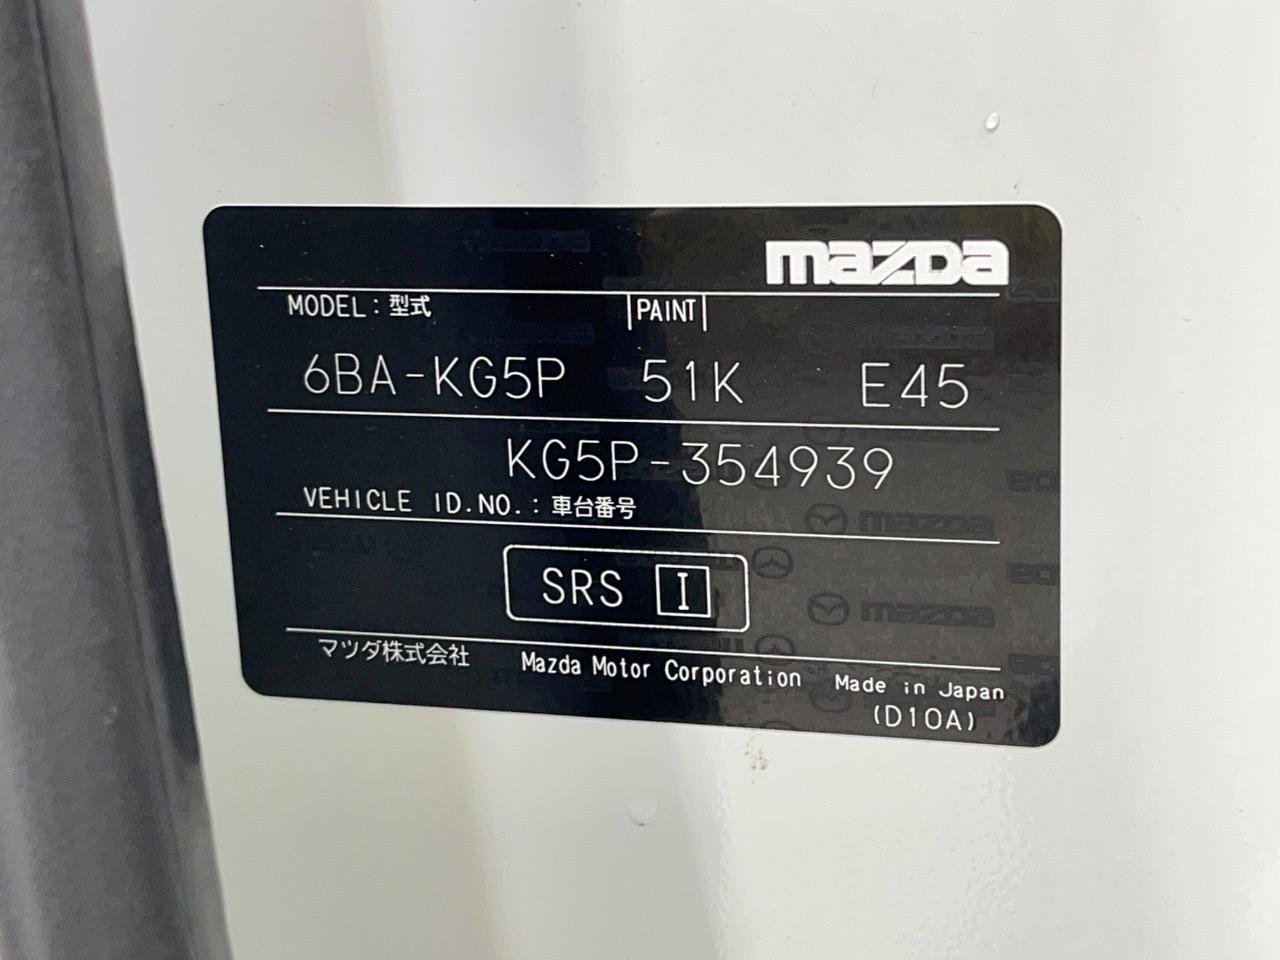 mazda
MODEL : 型式 PAINT
6BA-KG5P 51K E45
KG5P-354939
VEHICLE ID.NO. : 車台番号
SRS I
マツダ株式会社 Mazda Motor Corporation Made in Japan
(D10A)